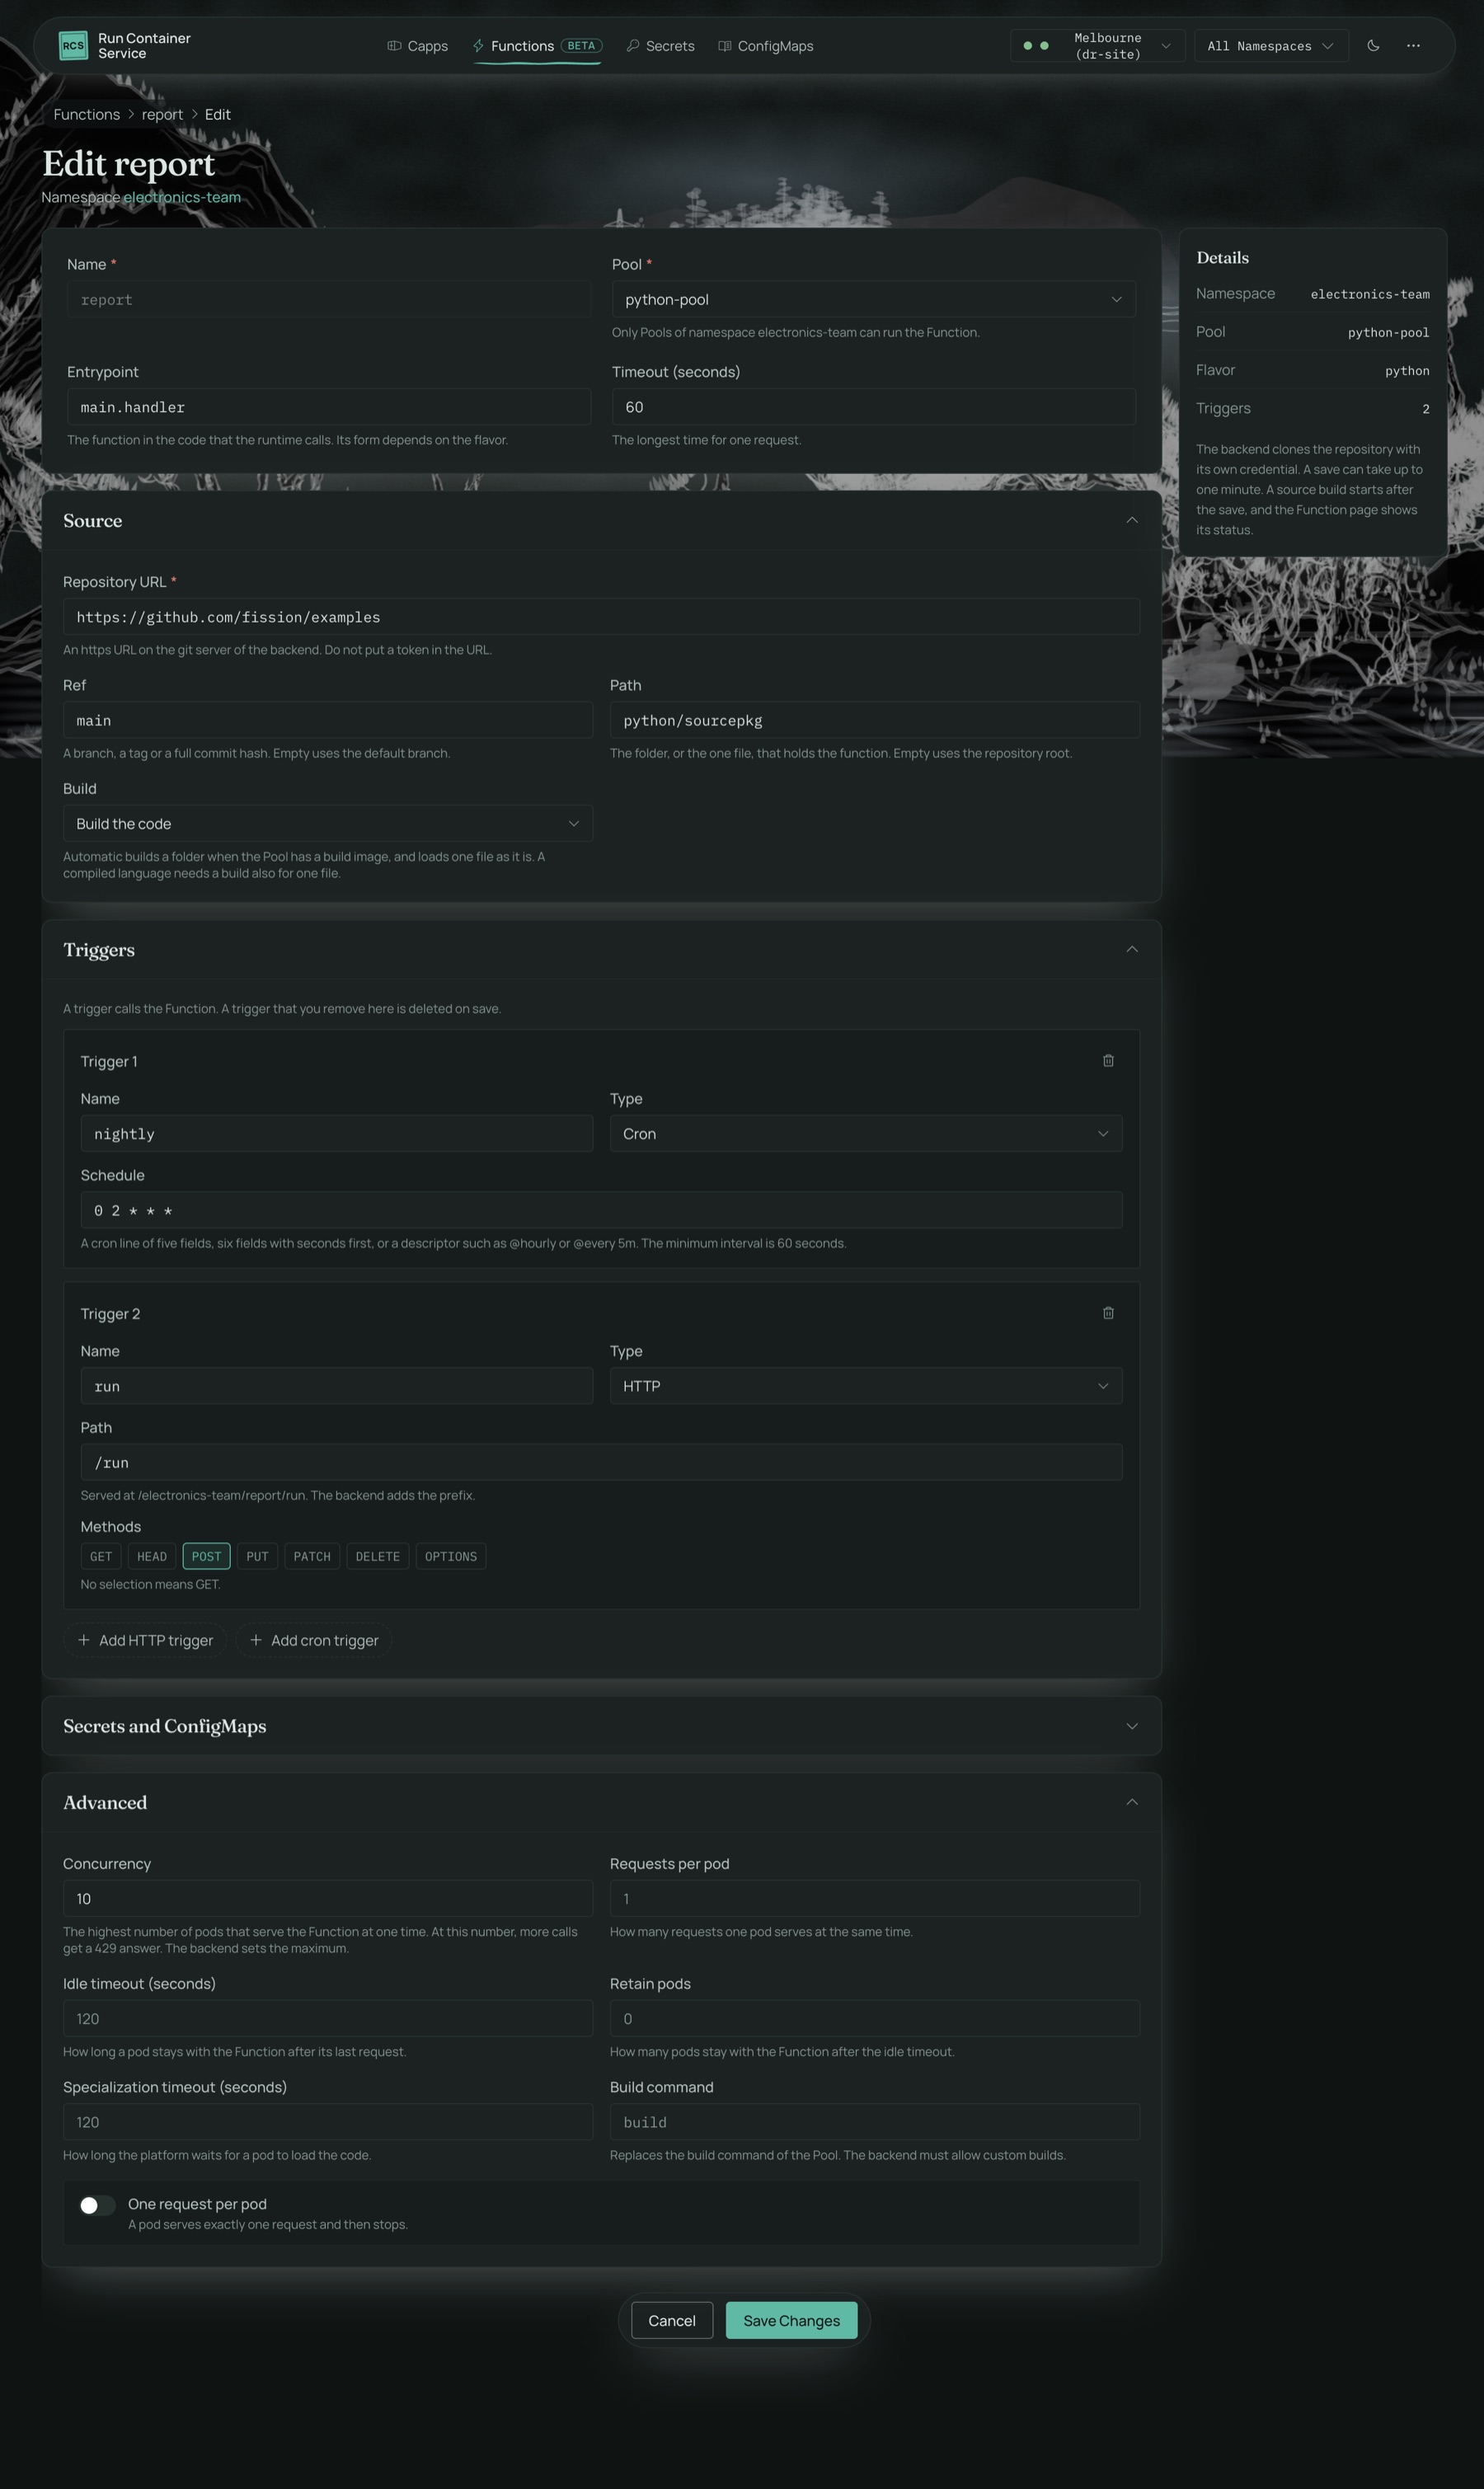 RCS
Run Container
Service
Capps
Functions BETA
Secrets
ConfigMaps
Melbourne
(dr-site)
All Namespaces
Functions > report > Edit
Edit report
Namespace electronics-team
Name *
report
Pool *
python-pool
Only Pools of namespace electronics-team can run the Function.
Entrypoint
main.handler
The function in the code that the runtime calls. Its form depends on the flavor.
Timeout (seconds)
60
The longest time for one request.
Details
Namespace electronics-team
Pool python-pool
Flavor python
Triggers 2
The backend clones the repository with
its own credential. A save can take up to
one minute. A source build starts after
the save, and the Function page shows
its status.
Source
Repository URL *
https://github.com/fission/examples
An https URL on the git server of the backend. Do not put a token in the URL.
Ref
main
A branch, a tag or a full commit hash. Empty uses the default branch.
Path
python/sourcepkg
The folder, or the one file, that holds the function. Empty uses the repository root.
Build
Build the code
Automatic builds a folder when the Pool has a build image, and loads one file as it is. A
compiled language needs a build also for one file.
Triggers
A trigger calls the Function. A trigger that you remove here is deleted on save.
Trigger 1
Name
nightly
Type
Cron
Schedule
0 2 * * *
A cron line of five fields, six fields with seconds first, or a descriptor such as @hourly or @every 5m. The minimum interval is 60 seconds.
Trigger 2
Name
run
Type
HTTP
Path
/run
Served at /electronics-team/report/run. The backend adds the prefix.
Methods
GET HEAD POST PUT PATCH DELETE OPTIONS
No selection means GET.
Add HTTP trigger
Add cron trigger
Secrets and ConfigMaps
Advanced
Concurrency
10
The highest number of pods that serve the Function at one time. At this number, more calls
get a 429 answer. The backend sets the maximum.
Requests per pod
1
How many requests one pod serves at the same time.
Idle timeout (seconds)
120
How long a pod stays with the Function after its last request.
Retain pods
0
How many pods stay with the Function after the idle timeout.
Specialization timeout (seconds)
120
How long the platform waits for a pod to load the code.
Build command
build
Replaces the build command of the Pool. The backend must allow custom builds.
One request per pod
A pod serves exactly one request and then stops.
Cancel
Save Changes